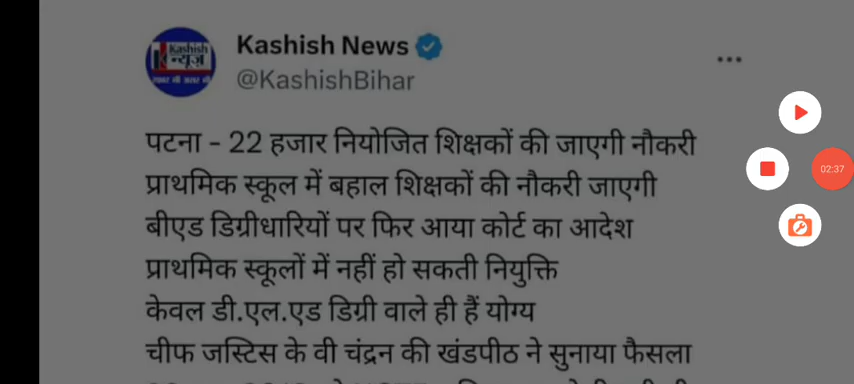 Kashish News
@KashishBihar
Kashish
न्यूज़
पटना - 22 हजार नियोजित शिक्षकों की जाएगी नौकरी
प्राथमिक स्कूल में बहाल शिक्षकों की नौकरी जाएगी
बीएड डिग्रीधारियों पर फिर आया कोर्ट का आदेश
प्राथमिक स्कूलों में नहीं हो सकती नियुक्ति
केवल डी.एल.एड डिग्री वाले ही हैं योग्य
चीफ जस्टिस के वी चंद्रन की खंडपीठ ने सुनाया फैसला
02:37